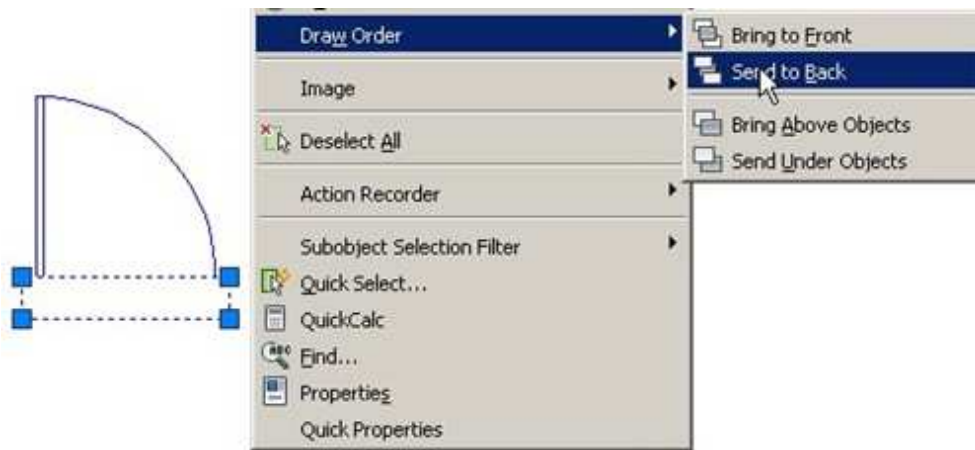 Draw Order
Image
Deselect All
Action Recorder
Subobject Selection Filter
Quick Select...
QuickCalc
Find...
Properties
Quick Properties
Bring to Front
Send to Back
Bring Above Objects
Send Under Objects